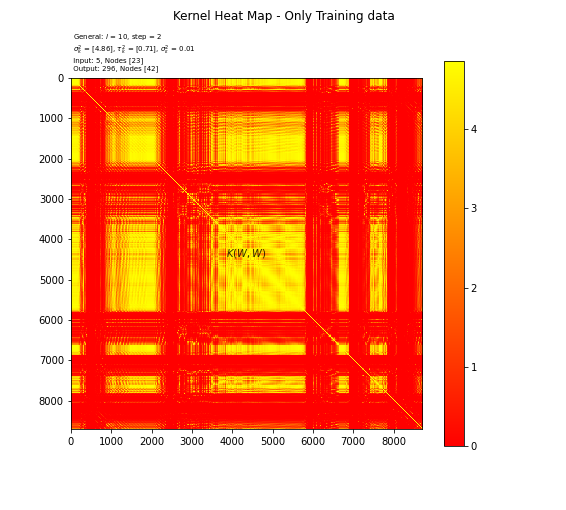 Kernel Heat Map - Only Training data
General: l = 10, step = 2
σ_f^2 = [4.86], τ_f^2 = [0.71], σ_ε^2 = 0.01
Input: 5, Nodes [23]
Output: 296, Nodes [42]
K(W, W)
0
1000
2000
3000
4000
5000
6000
7000
8000
0 1000 2000 3000 4000 5000 6000 7000 8000
4
3
2
1
0